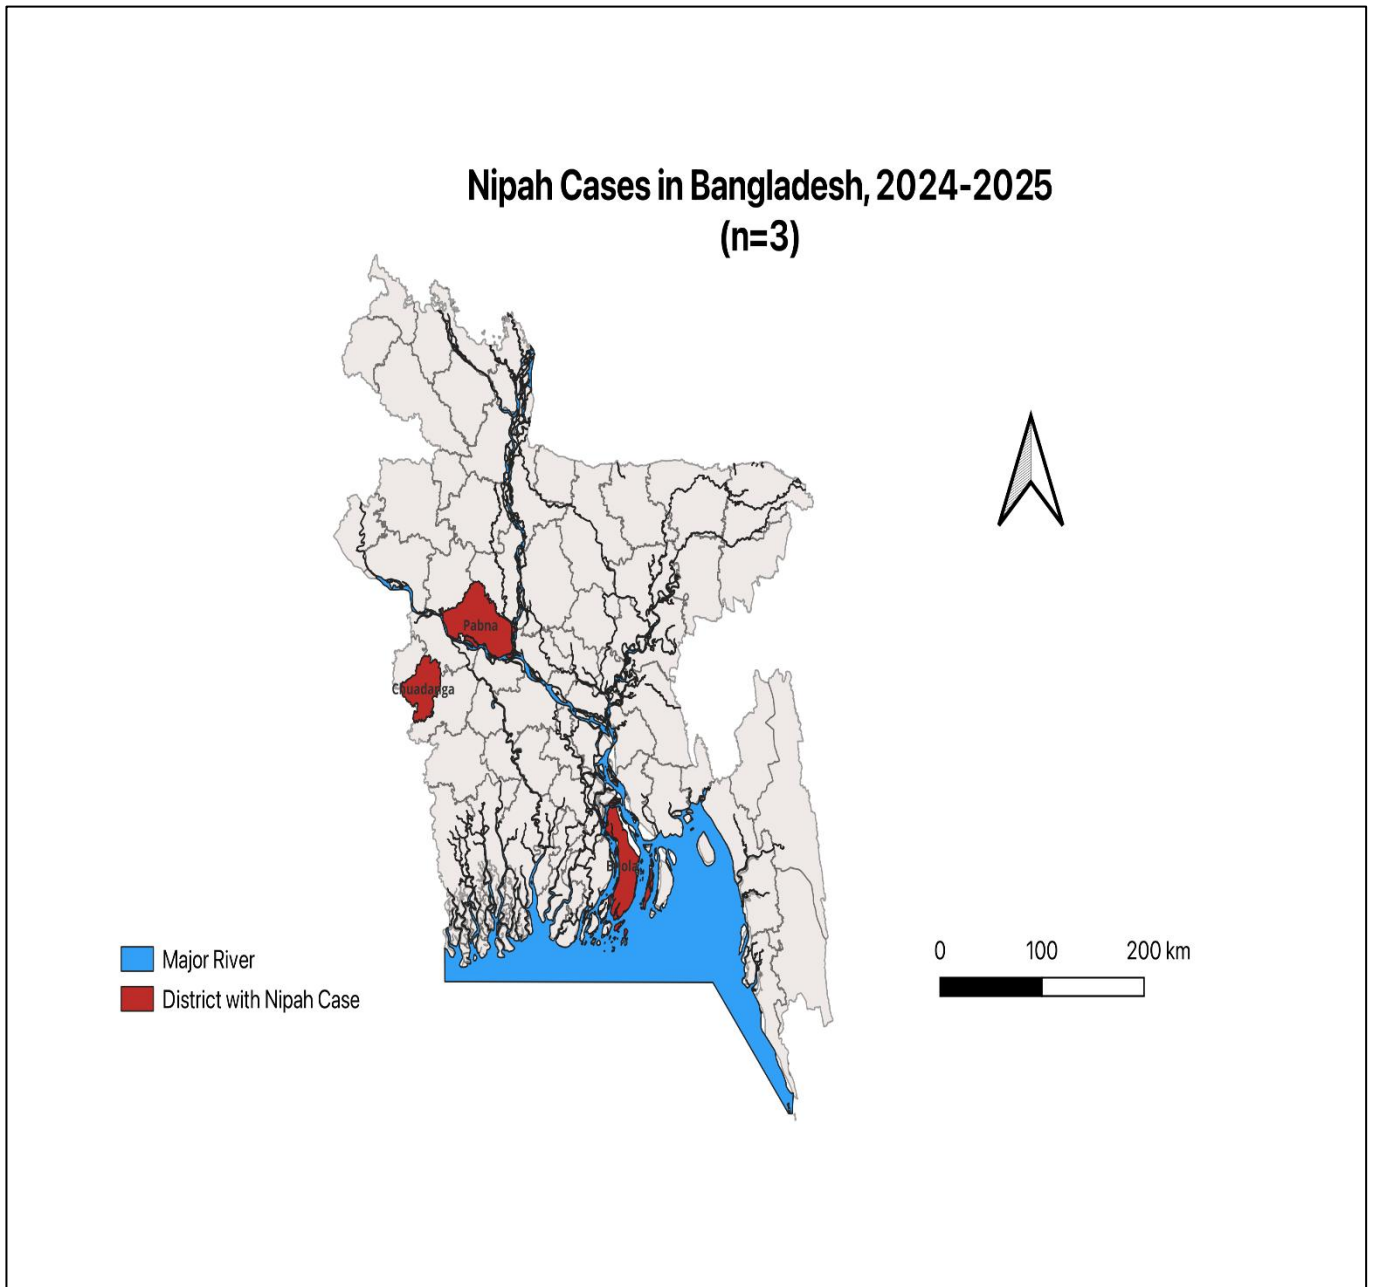 Nipah Cases in Bangladesh, 2024-2025
(n=3)
Pabna
Chuadanga
Bhola
Major River
District with Nipah Case
0 100 200 km